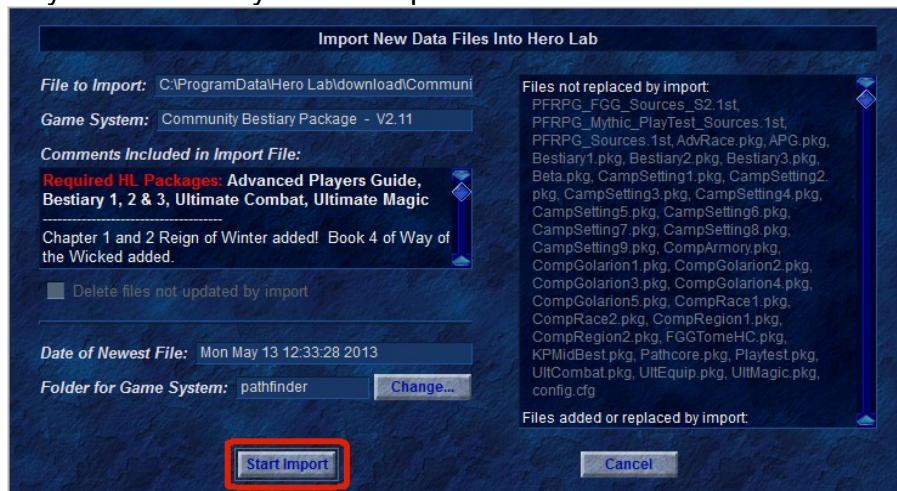 Import New Data Files Into Hero Lab
File to Import: C:\ProgramData\Hero Lab\download\Communi
Game System: Community Bestiary Package - V2.11
Comments Included in Import File:
Required HL Packages: Advanced Players Guide,
Bestiary 1, 2 & 3, Ultimate Combat, Ultimate Magic
------------------------------------
Chapter 1 and 2 Reign of Winter added! Book 4 of Way of
the Wicked added.
Delete files not updated by import
Date of Newest File: Mon May 13 12:33:28 2013
Folder for Game System: pathfinder Change...
Files not replaced by import:
PFRPG_FGG_Sources_S2.1st,
PFRPG_Mythic_PlayTest_Sources.1st,
PFRPG_Sources.1st, AdvRace.pkg, APG.pkg,
Bestiary1.pkg, Bestiary2.pkg, Bestiary3.pkg,
Beta.pkg, CampSetting1.pkg, CampSetting2.
pkg, CampSetting3.pkg, CampSetting4.pkg,
CampSetting5.pkg, CampSetting6.pkg,
CampSetting7.pkg, CampSetting8.pkg,
CampSetting9.pkg, CompArmory.pkg,
CompGolarion1.pkg, CompGolarion2.pkg,
CompGolarion3.pkg, CompGolarion4.pkg,
CompGolarion5.pkg, CompRace1.pkg,
CompRace2.pkg, CompRegion1.pkg,
CompRegion2.pkg, FGGTomeHC.pkg,
KPMidBest.pkg, Pathcore.pkg, Playtest.pkg,
UltCombat.pkg, UltEquip.pkg, UltMagic.pkg,
config.cfg
Files added or replaced by import:
Start Import
Cancel